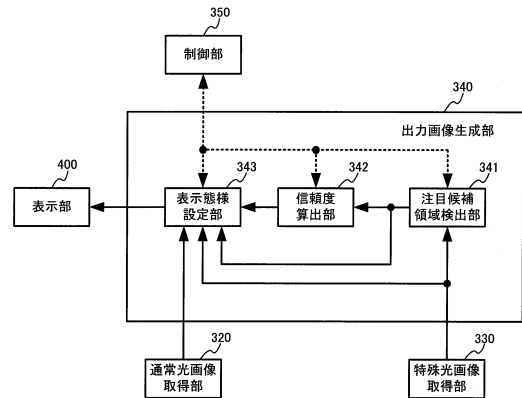 350
制御部
340
出力画像生成部
400
表示部
343
表示態様
設定部
342
信頼度
算出部
341
注目候補
領域検出部
320
通常光画像
取得部
330
特殊光画像
取得部